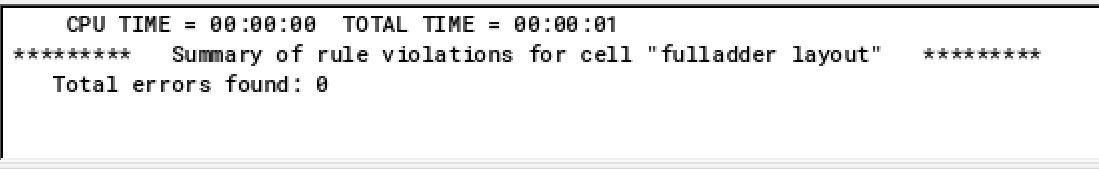 CPU TIME = 00:00:00  TOTAL TIME = 00:00:01
*********   Summary of rule violations for cell "fulladder layout"   *********
Total errors found: 0